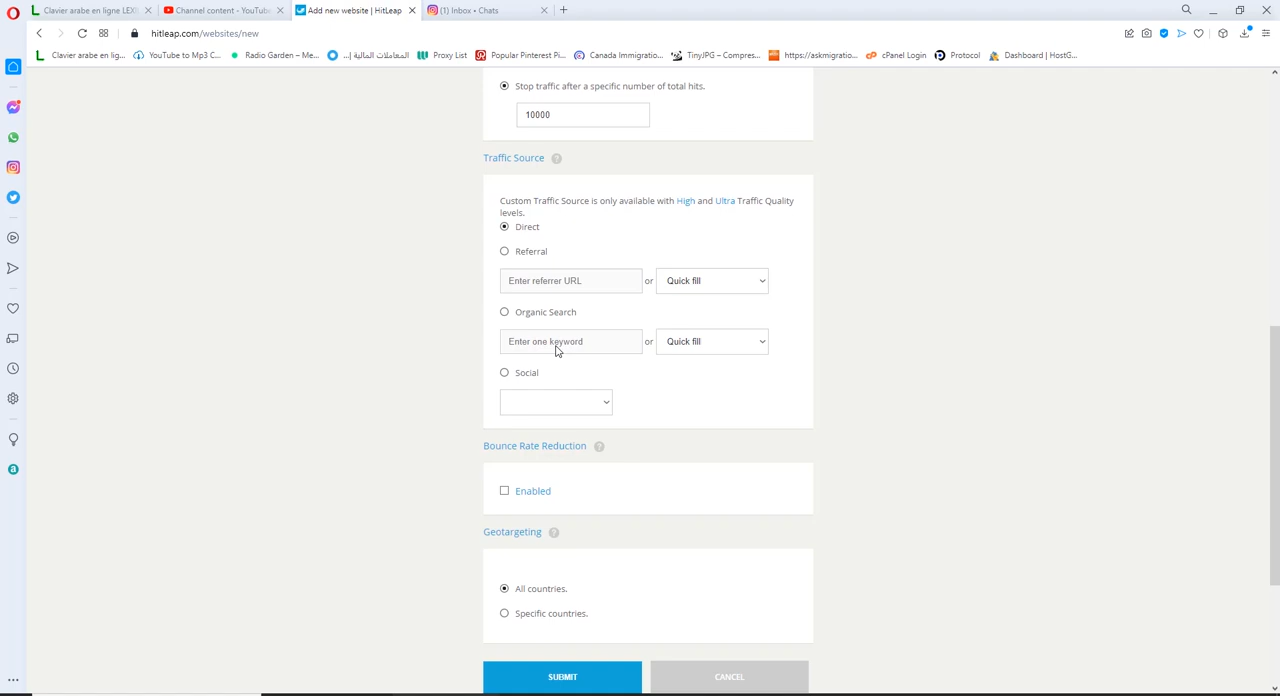 Clavier arabe en ligne LEXI
Channel content - YouTube
Add new website | HitLeap
(1) Inbox • Chats
hitleap.com/websites/new
Clavier arabe en lig...
YouTube to Mp3 C...
Radio Garden – Me...
المعاملات المالية |...
Proxy List
Popular Pinterest Pi...
Canada Immigratio...
TinyJPG – Compres...
https://askmigratio...
cPanel Login
Protocol
Dashboard | HostG...
Stop traffic after a specific number of total hits.
10000
Traffic Source ?
Custom Traffic Source is only available with High and Ultra Traffic Quality
levels.
Direct
Referral
Enter referrer URL or Quick fill
Organic Search
Enter one keyword or Quick fill
Social
Bounce Rate Reduction ?
Enabled
Geotargeting ?
All countries.
Specific countries.
SUBMIT CANCEL